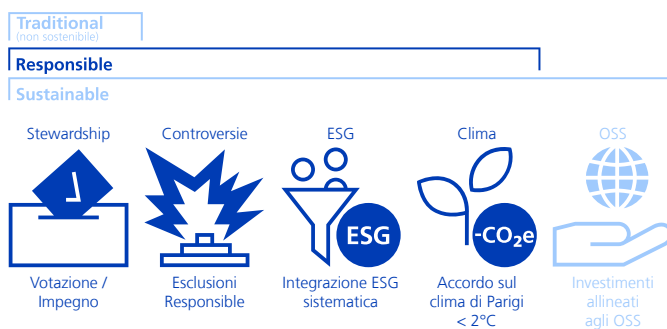 Traditional
(non sostenibile)
Responsible
Sustainable
Stewardship
Controversie
ESG
Clima
OSS
ESG
-CO₂e
Votazione /
Impegno
Esclusioni
Responsible
Integrazione ESG
sistematica
Accordo sul
clima di Parigi
< 2°C
Investimenti
allineati
agli OSS